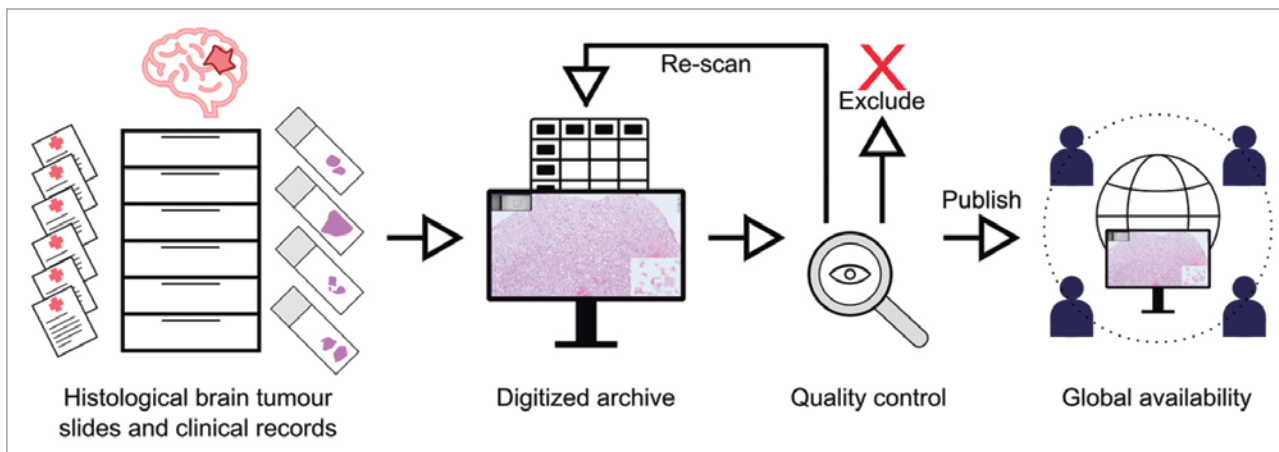 Re-scan
Exclude
Publish
Histological brain tumour
slides and clinical records
Digitized archive
Quality control
Global availability